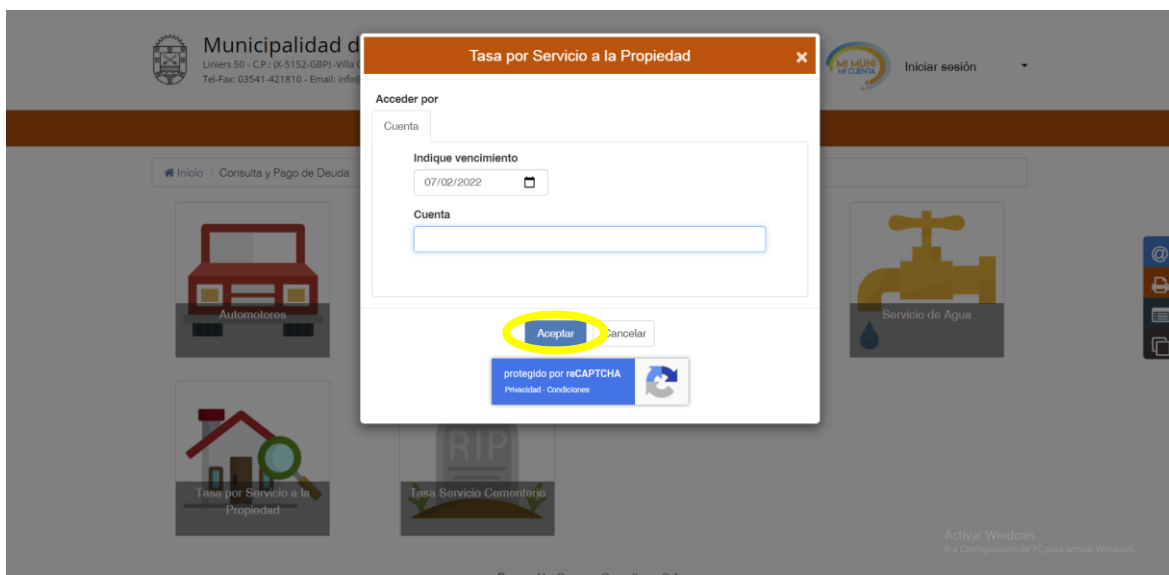 Municipalidad d
Liniers 50 - C.P.: (X-5152-GBP) -Villa
Tel-Fax: 03541-421810 - Email: info@
Tasa por Servicio a la Propiedad
×
MI MUNI
MI CUENTA
Iniciar sesión
Acceder por
Cuenta
Inicio / Consulta y Pago de Deuda
Indique vencimiento
07/02/2022
Cuenta
@
Automotores
Servicio de Agua
Aceptar
Cancelar
protegido por reCAPTCHA
Privacidad - Condiciones
RIP
Tasa por Servicio a la
Propiedad
Tasa Servicio Cementerio
Activar Windows
Ir a Configuración de PC para activar Windows.